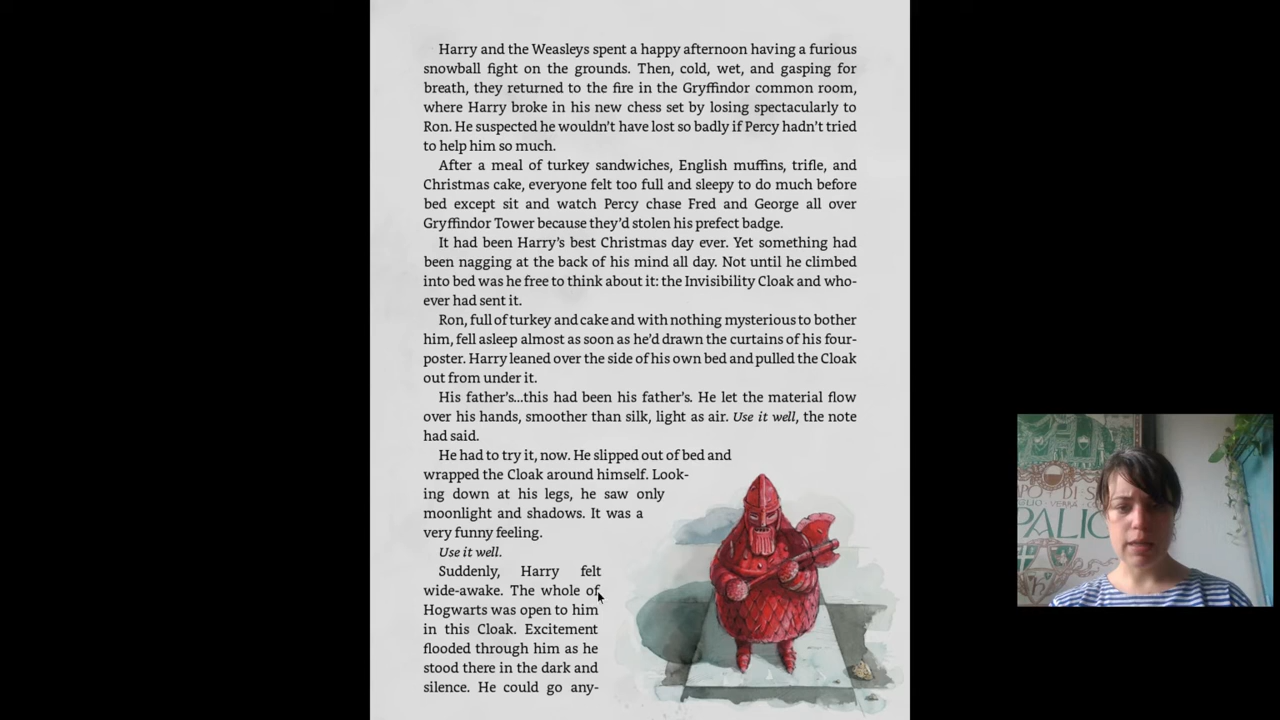 Harry and the Weasleys spent a happy afternoon having a furious
snowball fight on the grounds. Then, cold, wet, and gasping for
breath, they returned to the fire in the Gryffindor common room,
where Harry broke in his new chess set by losing spectacularly to
Ron. He suspected he wouldn't have lost so badly if Percy hadn't tried
to help him so much.
After a meal of turkey sandwiches, English muffins, trifle, and
Christmas cake, everyone felt too full and sleepy to do much before
bed except sit and watch Percy chase Fred and George all over
Gryffindor Tower because they'd stolen his prefect badge.
It had been Harry's best Christmas day ever. Yet something had
been nagging at the back of his mind all day. Not until he climbed
into bed was he free to think about it: the Invisibility Cloak and who-
ever had sent it.
Ron, full of turkey and cake and with nothing mysterious to bother
him, fell asleep almost as soon as he'd drawn the curtains of his four-
poster. Harry leaned over the side of his own bed and pulled the Cloak
out from under it.
His father's...this had been his father's. He let the material flow
over his hands, smoother than silk, light as air. Use it well, the note
had said.
He had to try it, now. He slipped out of bed and
wrapped the Cloak around himself. Look-
ing down at his legs, he saw only
moonlight and shadows. It was a
very funny feeling.
Use it well.
Suddenly, Harry felt
wide-awake. The whole of
Hogwarts was open to him
in this Cloak. Excitement
flooded through him as he
stood there in the dark and
silence. He could go any-
DI
PALIO